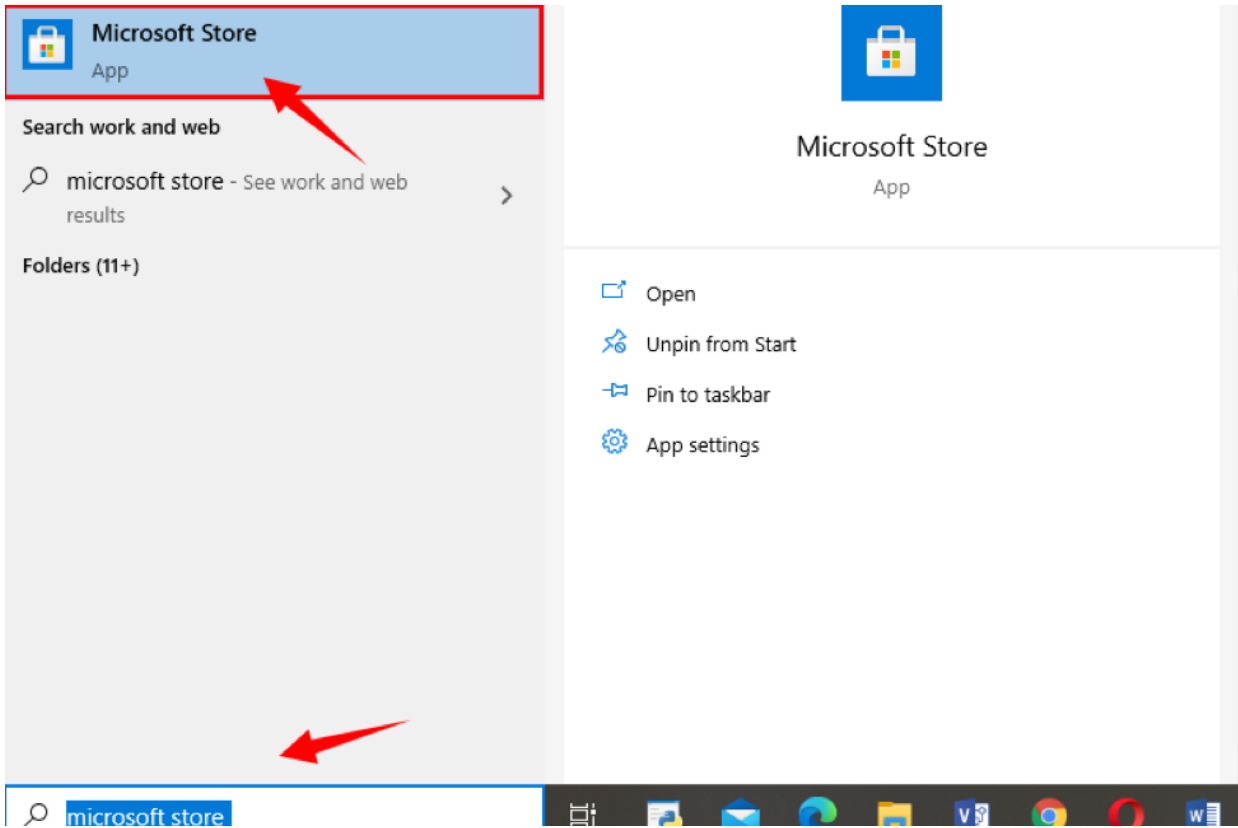 Microsoft Store
App
Search work and web
microsoft store - See work and web
results
Folders (11+)
microsoft store
Microsoft Store
App
Open
Unpin from Start
Pin to taskbar
App settings
V
W